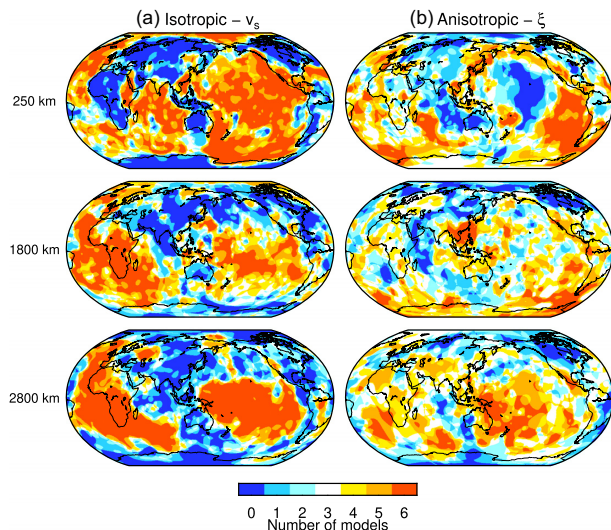 (a) Isotropic – vs (b) Anisotropic – ξ
250 km
1800 km
2800 km
0 1 2 3 4 5 6
Number of models